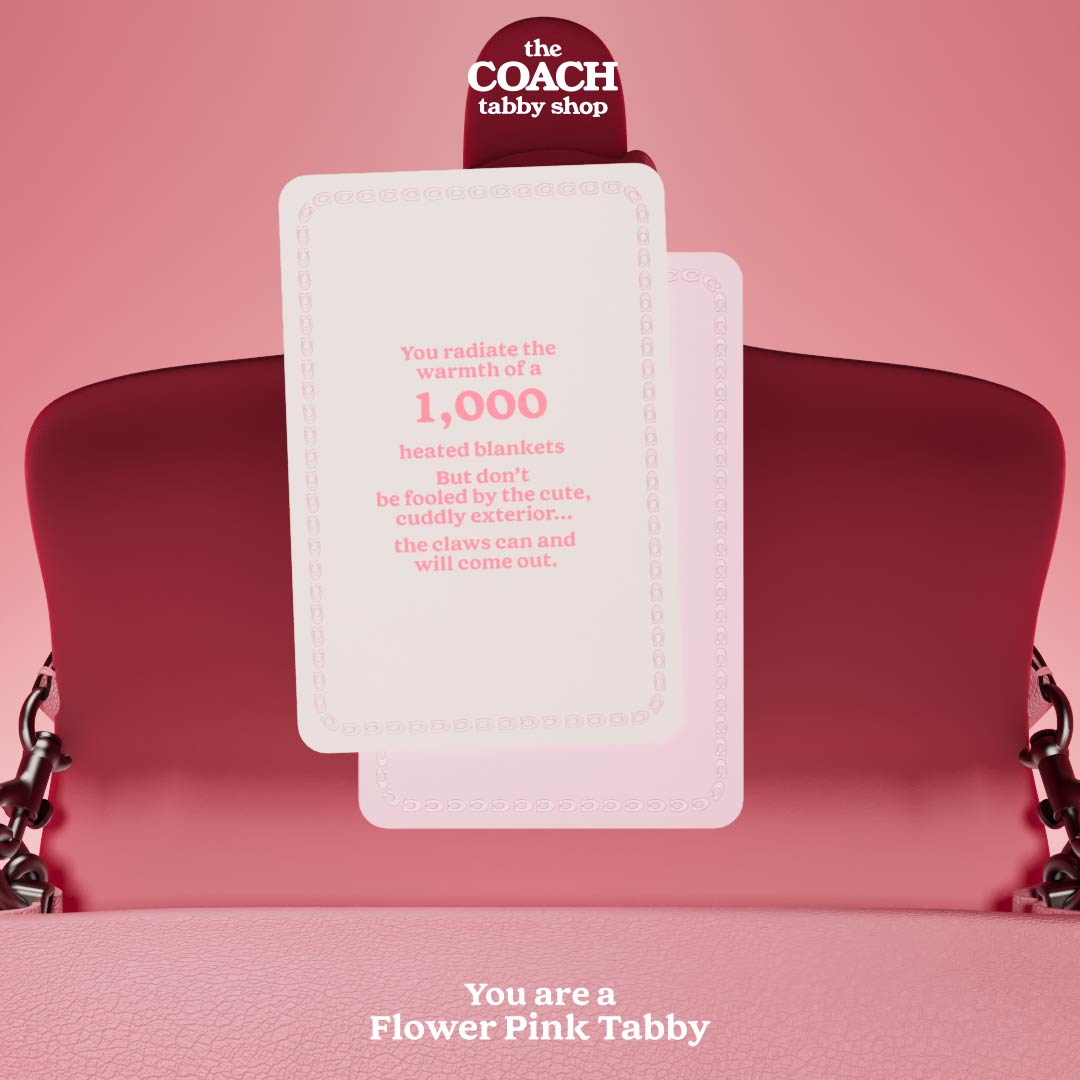 the
COACH
tabby shop
You radiate the
warmth of a
1,000
heated blankets
But don’t
be fooled by the cute,
cuddly exterior...
the claws can and
will come out.
You are a
Flower Pink Tabby